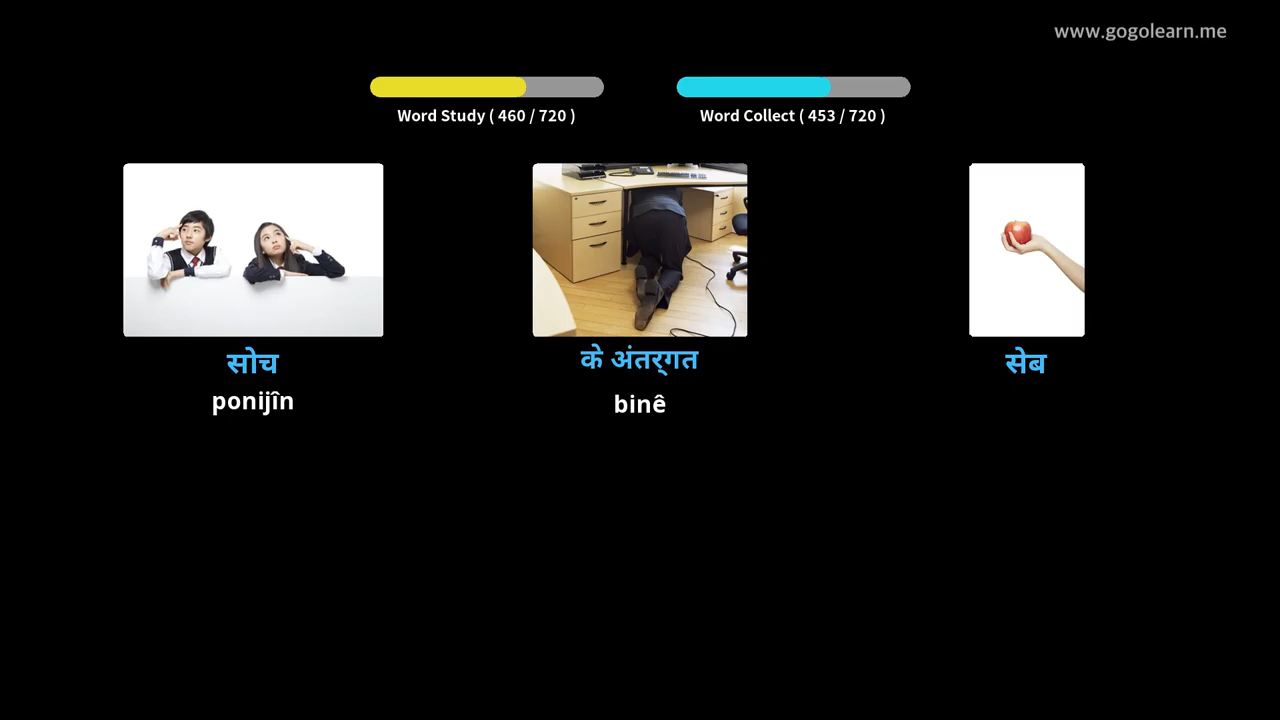 www.gogolearn.me
Word Study ( 460 / 720 )
Word Collect ( 453 / 720 )
सोच
के अंतर्‌गत
सेब
ponijîn
binê